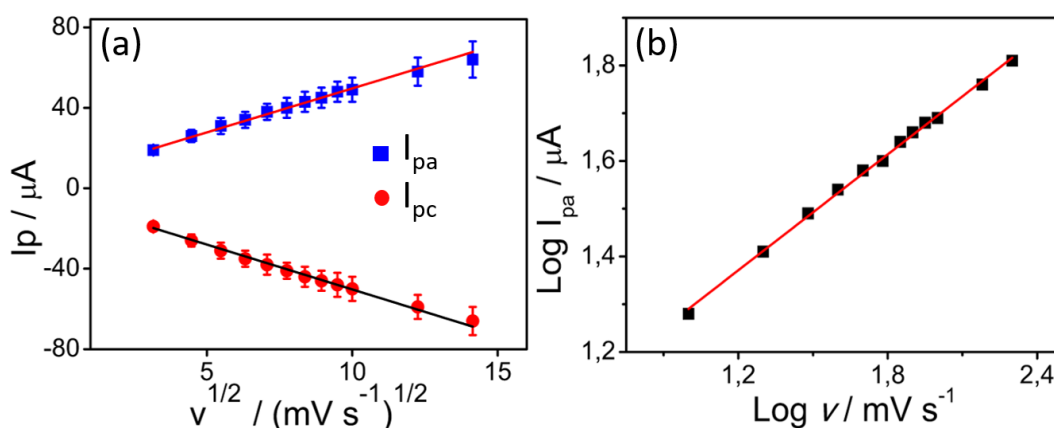 (a)
80
40
0
-40
-80
Ip / μA
I_pa
I_pc
5 10 15
v^1/2 / (mV s^-1)^1/2
(b)
1,8
1,6
1,4
1,2
Log I_pa / μA
1,2 1,8 2,4
Log v / mV s^-1